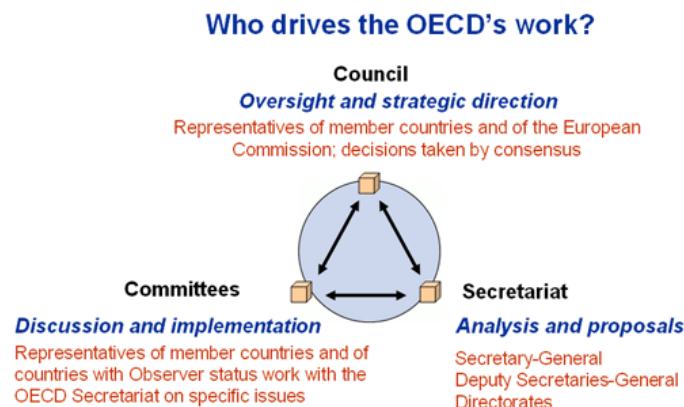 Who drives the OECD's work?
Council
Oversight and strategic direction
Representatives of member countries and of the European
Commission; decisions taken by consensus
Committees
Discussion and implementation
Representatives of member countries and of
countries with Observer status work with the
OECD Secretariat on specific issues
Secretariat
Analysis and proposals
Secretary-General
Deputy Secretaries-General
Directorates